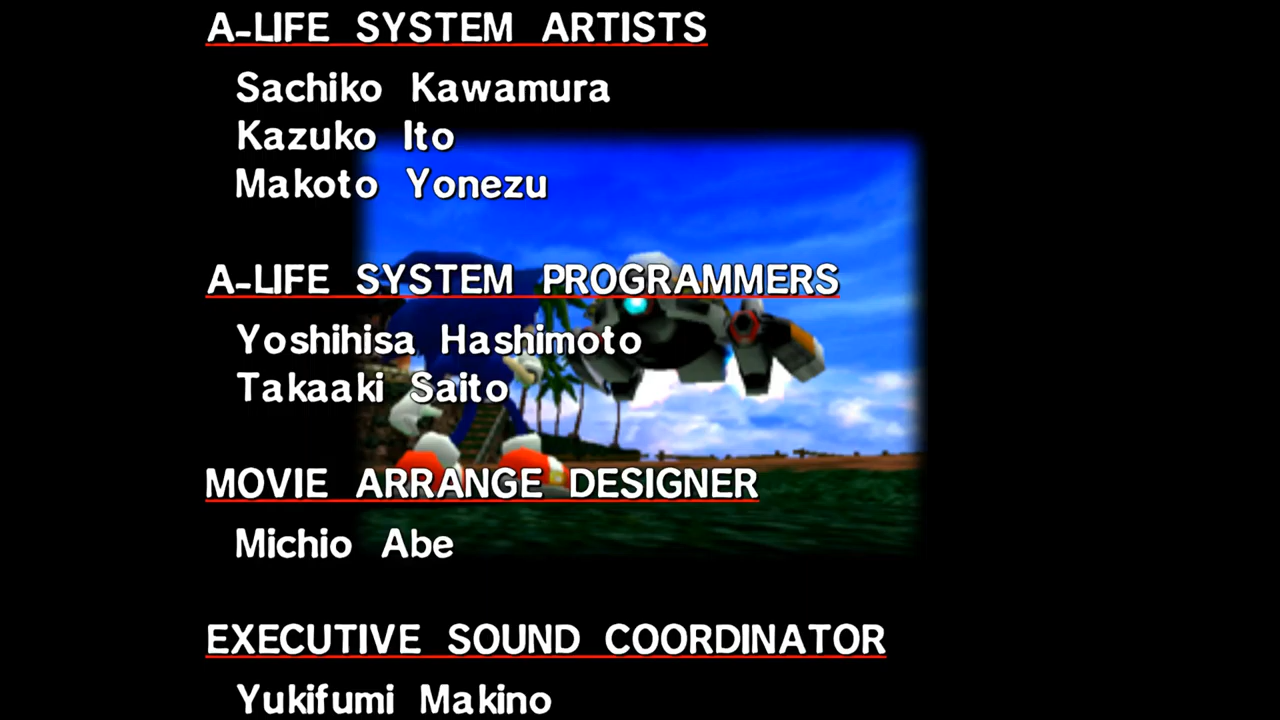 A-LIFE SYSTEM ARTISTS
Sachiko Kawamura
Kazuko Ito
Makoto Yonezu
A-LIFE SYSTEM PROGRAMMERS
Yoshihisa Hashimoto
Takaaki Saito
MOVIE ARRANGE DESIGNER
Michio Abe
EXECUTIVE SOUND COORDINATOR
Yukifumi Makino